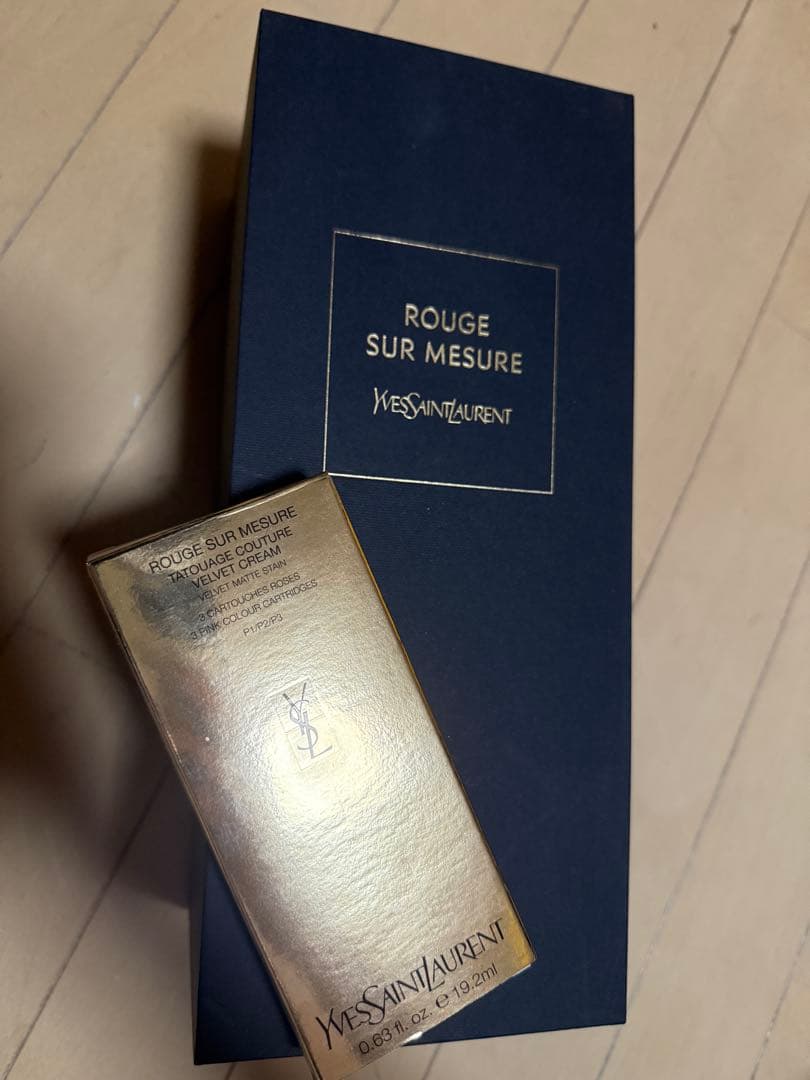 ROUGE
SUR MESURE
YVESSAINTLAURENT
ROUGE SUR MESURE
TATOUAGE COUTURE
VELVET CREAM
VELVET MATTE STAIN
3 CARTOUCHES ROSES
3 PINK COLOUR CARTRIDGES
P1/P2/P3
YSL
YVESSAINTLAURENT
0.63 fl. oz. e 19.2ml